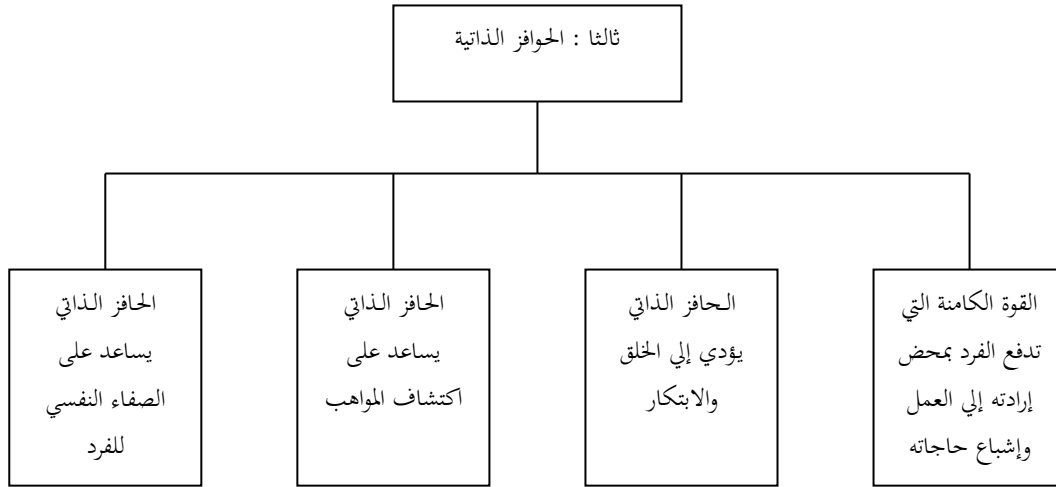 ثالثا : الحوافز الذاتية
القوة الكامنة التي
تدفع الفرد بمحض
إرادته إلي العمل
وإشباع حاجاته
الحافز الذاتي
يؤدي إلي الخلق
والابتكار
الحافز الذاتي
يساعد على
اكتشاف المواهب
الحافز الذاتي
يساعد على
الصفاء النفسي
للفرد